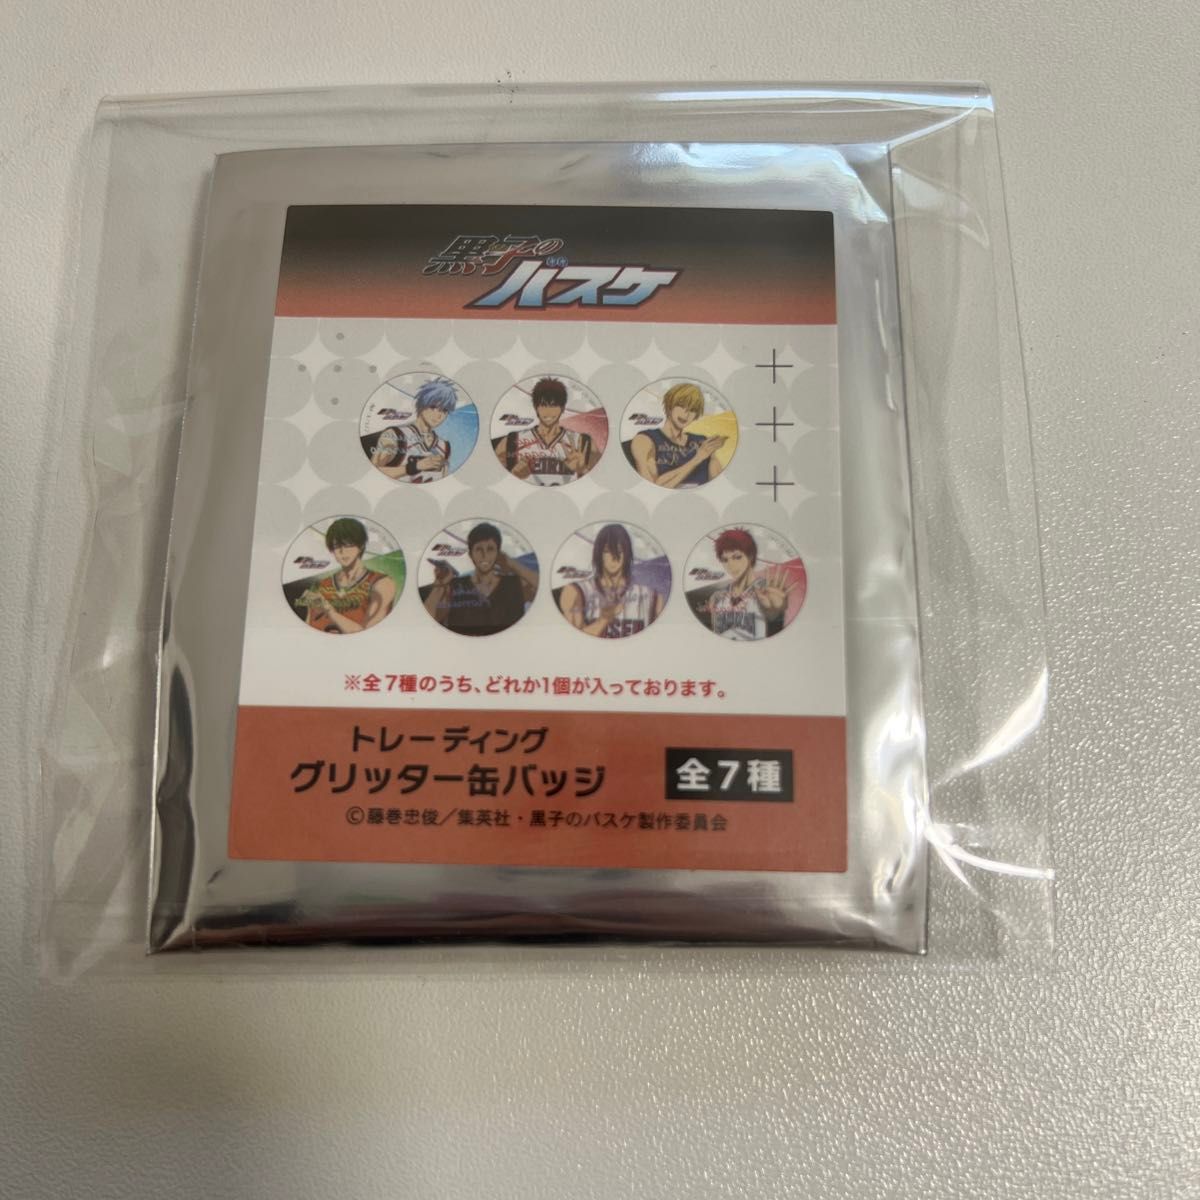 黒子の
バスケ
※全7種のうち、どれか1個が入っております。
トレーディング
グリッター缶バッジ
全7種
©藤巻忠俊／集英社・黒子のバスケ製作委員会